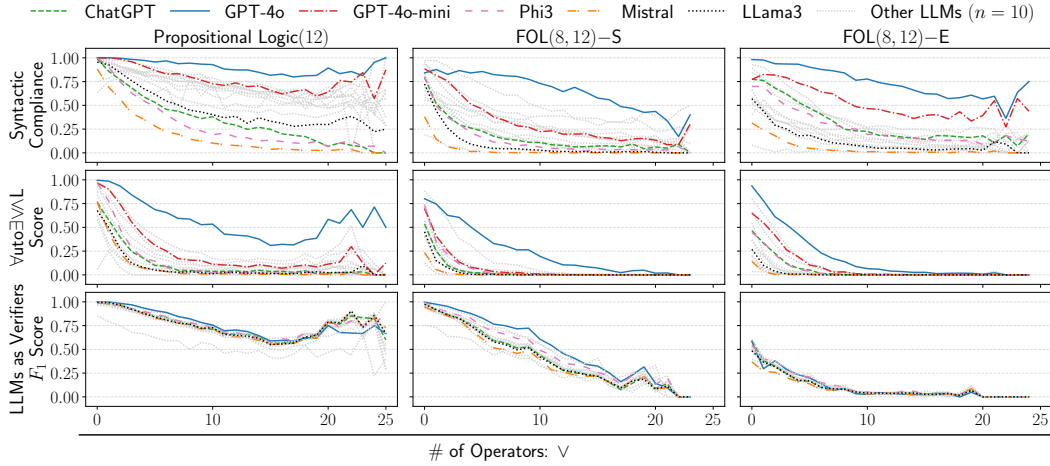 ChatGPT GPT-4o GPT-4o-mini Phi3 Mistral LLama3 Other LLMs (n = 10)
Propositional Logic(12) FOL(8, 12)−S FOL(8, 12)−E
Syntactic
Compliance
1.00
0.75
0.50
0.25
0.00
∀uto∃∨∧L
Score
1.00
0.75
0.50
0.25
0.00
LLMs as Verifiers
F1 Score
1.00
0.75
0.50
0.25
0.00
0 10 20 25 0 10 20 25 0 10 20 25
# of Operators: ∨